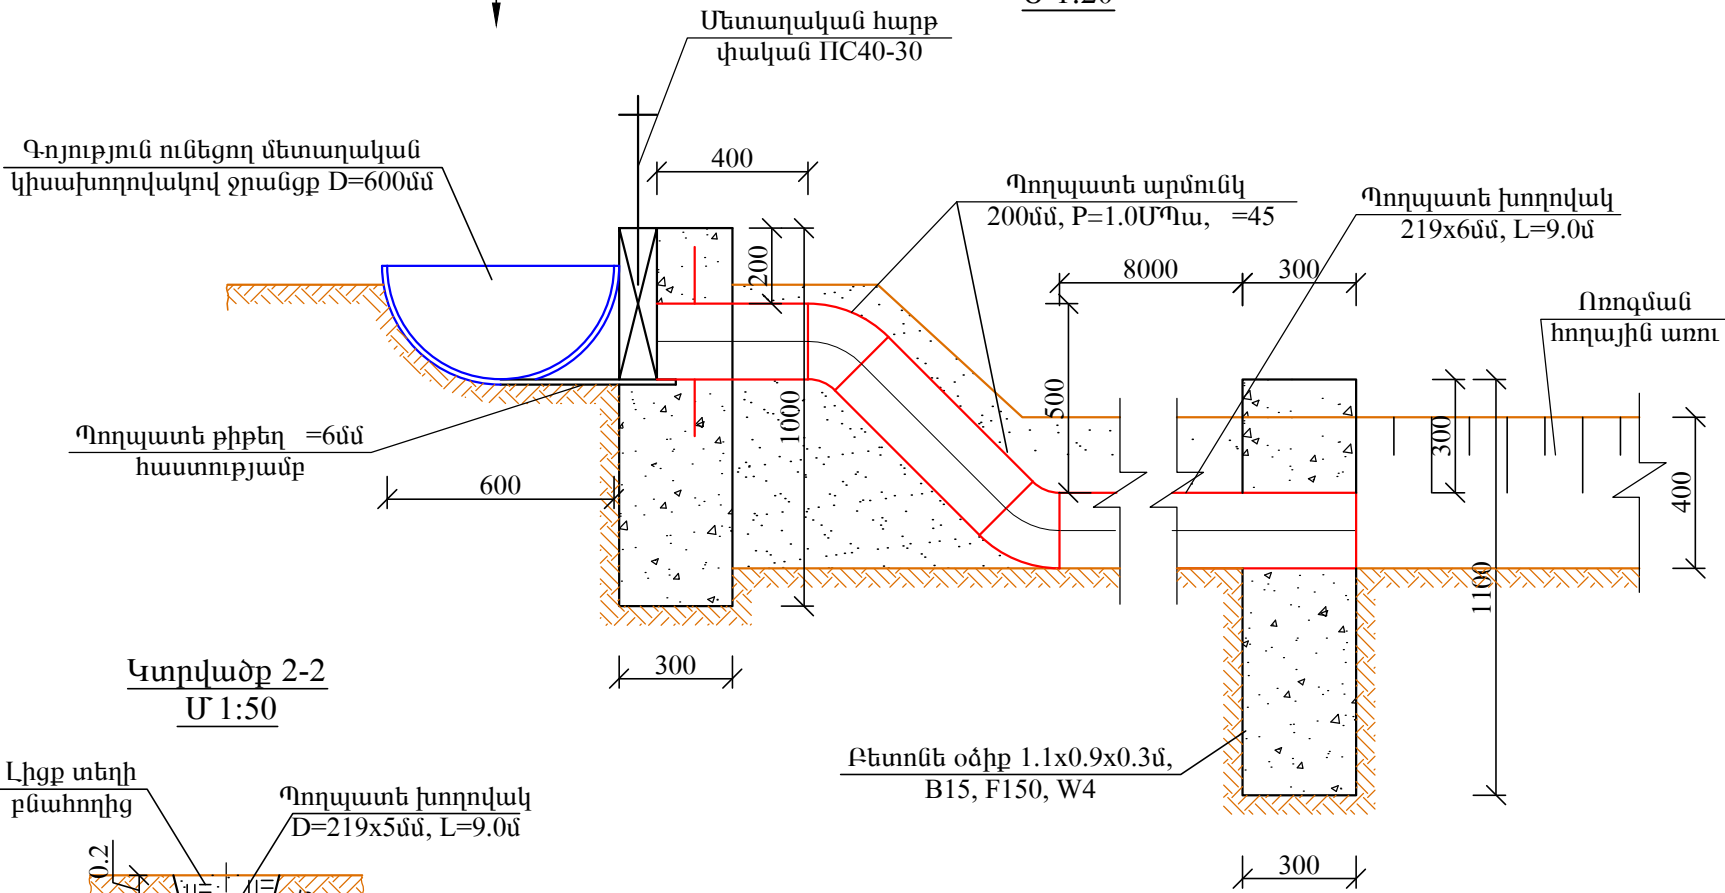 Մետաղական հարթ
փական ПС40-30
Գոյություն ունեցող մետաղական
կիսախողովակով ջրանցք D=600մմ
400
Պողպատե արմունկ
200մմ, P=1.0ՄՊա, =45
Պողպատե խողովակ
219x6մմ, L=9.0մ
200
8000
300
Ոռոգման
հողային առու
500
1000
300
400
Պողպատե թիթեղ =6մմ
հաստությամբ
600
1100
300
Կտրվածք 2-2
Մ 1:50
Բետոնե օձիք 1.1x0.9x0.3մ,
B15, F150, W4
Լիցք տեղի
բնահողից
Պողպատե խողովակ
D=219x5մմ, L=9.0մ
0.2
300